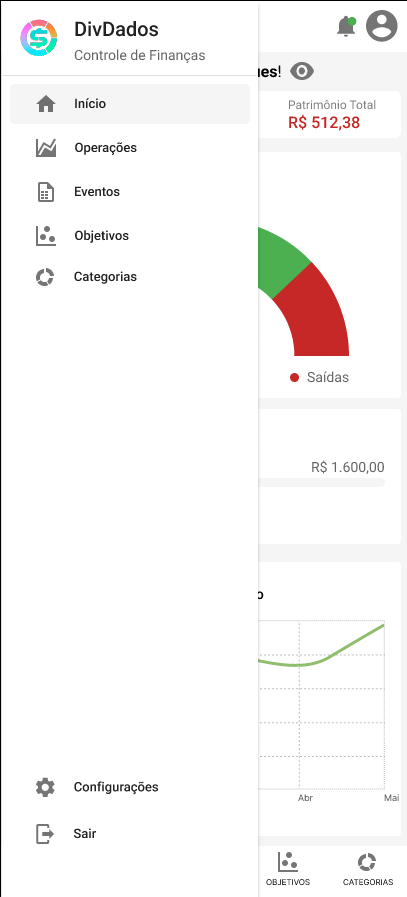 DivDados
Controle de Finanças
Início
Operações
Eventos
Objetivos
Categorias
Configurações
Sair
ues!
Patrimônio Total
R$ 512,38
Saídas
R$ 1.600,00
o
Abr
Mai
OBJETIVOS
CATEGORIAS